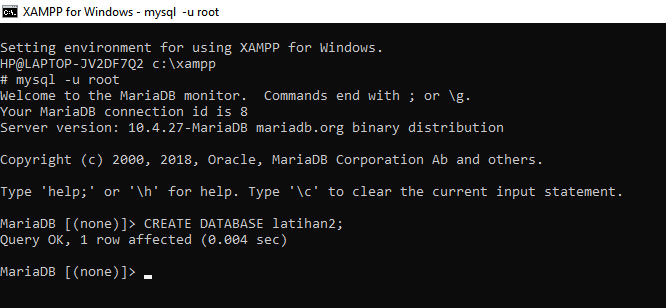 XAMPP for Windows - mysql  -u root
Setting environment for using XAMPP for Windows.
HP@LAPTOP-JV2DF7Q2 c:\xampp
# mysql -u root
Welcome to the MariaDB monitor.  Commands end with ; or \g.
Your MariaDB connection id is 8
Server version: 10.4.27-MariaDB mariadb.org binary distribution
Copyright (c) 2000, 2018, Oracle, MariaDB Corporation Ab and others.
Type 'help;' or '\h' for help. Type '\c' to clear the current input statement.
MariaDB [(none)]> CREATE DATABASE latihan2;
Query OK, 1 row affected (0.004 sec)
MariaDB [(none)]>